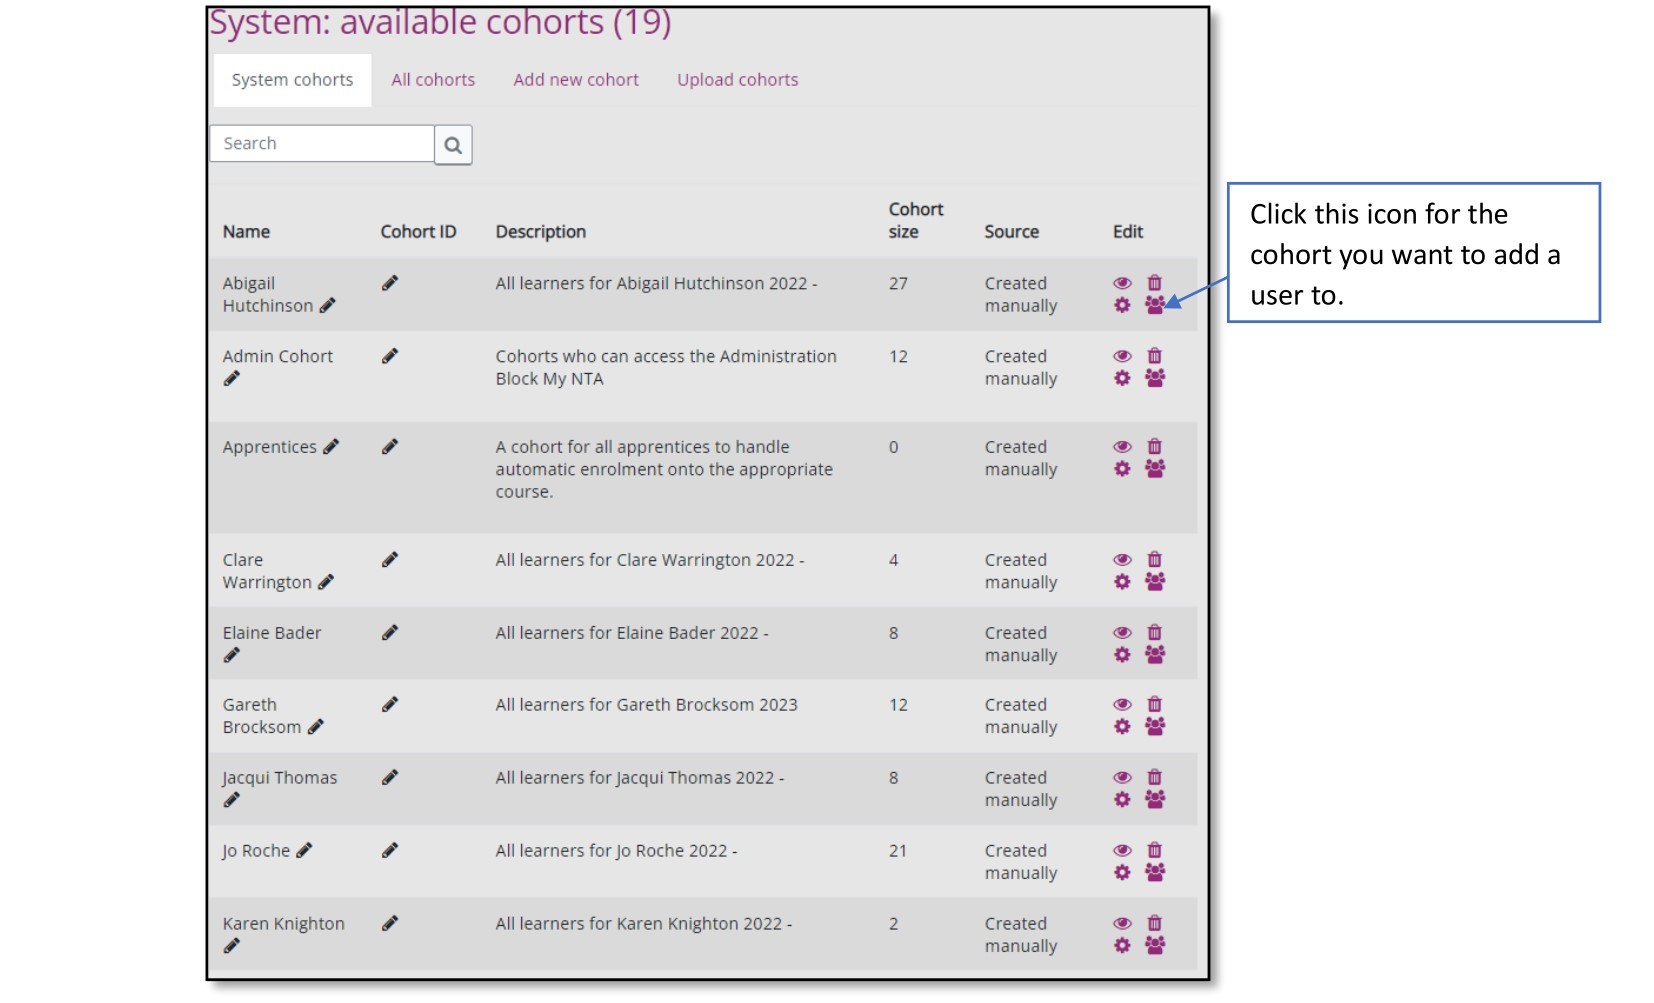 System: available cohorts (19)
System cohorts All cohorts Add new cohort Upload cohorts
Search
Name Cohort ID Description Cohort size Source Edit
Abigail Hutchinson All learners for Abigail Hutchinson 2022 - 27 Created manually
Admin Cohort Cohorts who can access the Administration Block My NTA 12 Created manually
Apprentices A cohort for all apprentices to handle automatic enrolment onto the appropriate course. 0 Created manually
Clare Warrington All learners for Clare Warrington 2022 - 4 Created manually
Elaine Bader All learners for Elaine Bader 2022 - 8 Created manually
Gareth Brocksom All learners for Gareth Brocksom 2023 12 Created manually
Jacqui Thomas All learners for Jacqui Thomas 2022 - 8 Created manually
Jo Roche All learners for Jo Roche 2022 - 21 Created manually
Karen Knighton All learners for Karen Knighton 2022 - 2 Created manually
Click this icon for the
cohort you want to add a
user to.